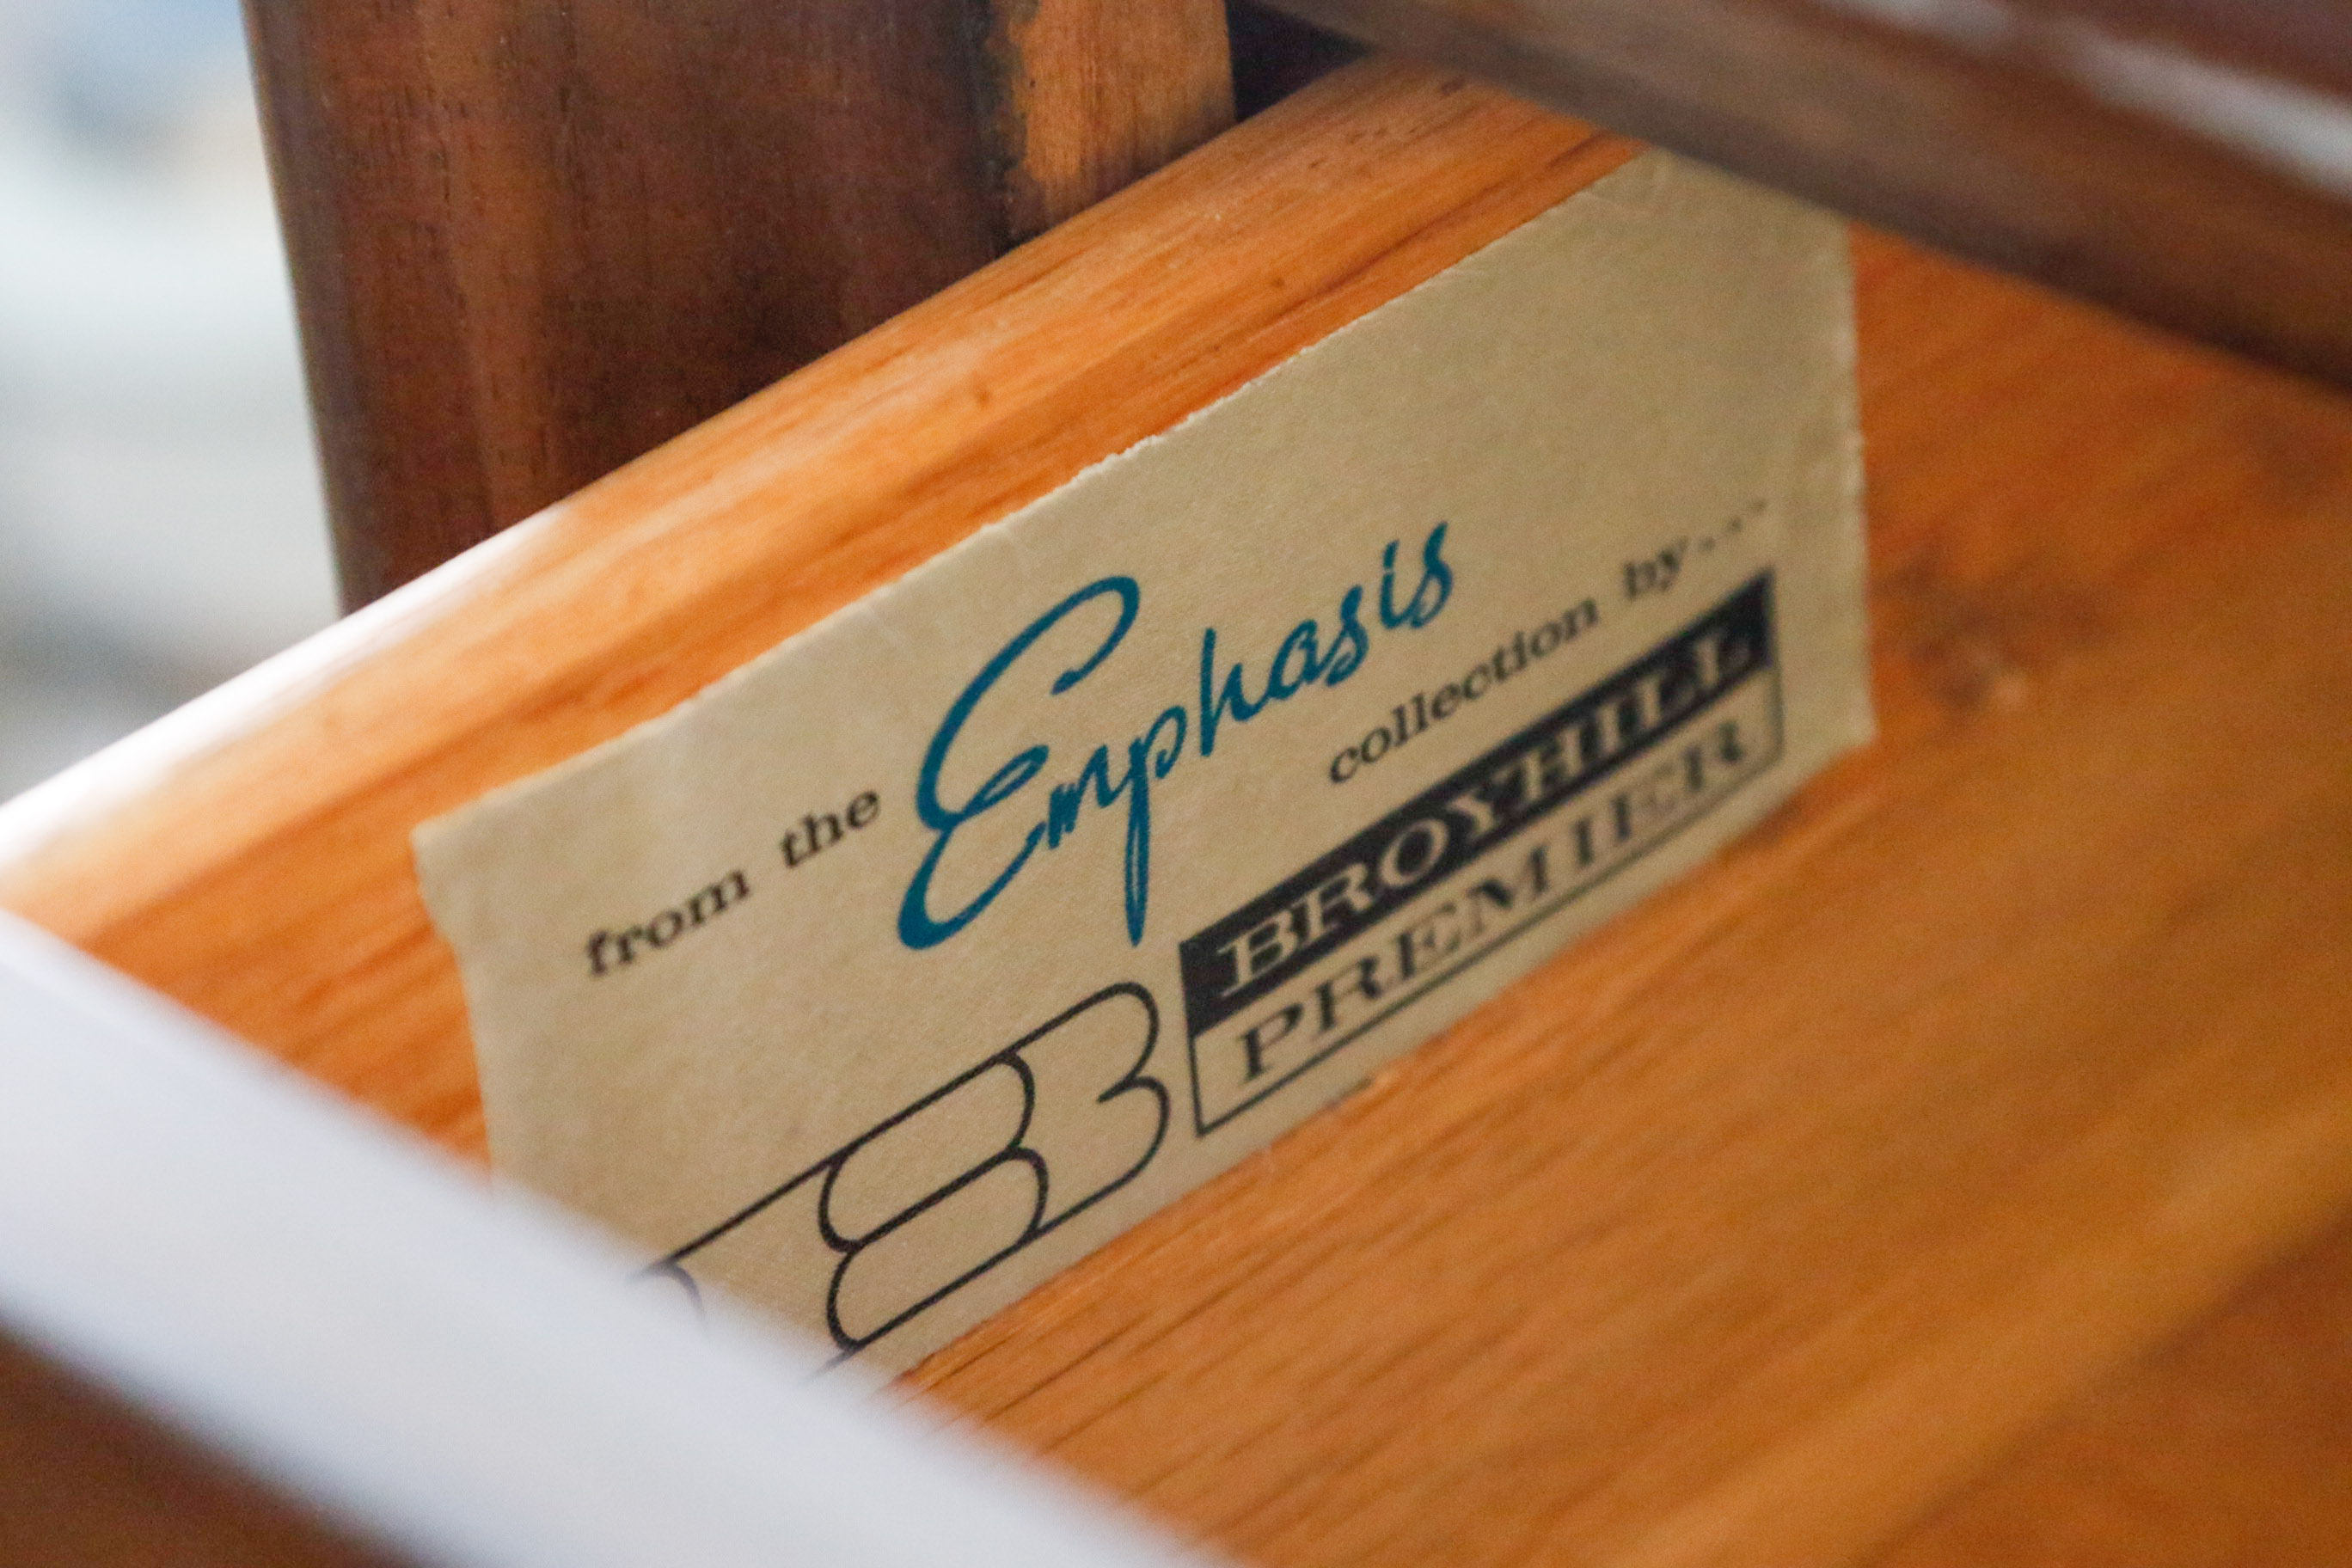 from the Emphasis
collection by...
BROYHILL
PREMIER